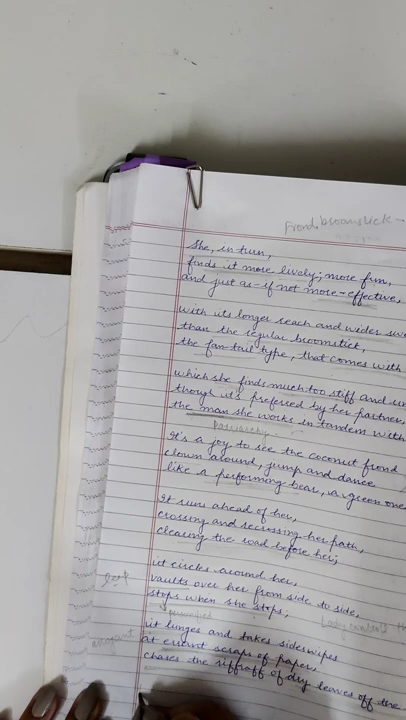 Frond, broomstick
She, in turn,
finds it more lively; more fun,
and just as-if not more-effective,
with its longer reach and wider
than the regular broomstick,
the fan-tail type, that comes with
which she finds much too stiff and
though it's preferred by her partner,
the man she works in tandem with
It's a joy to see the coconut frond
clown around, jump and dance
like a performing bear, a green one
It runs ahead of her,
crossing and recrossing her path,
clearing the road before her;
it circles around her,
leap
vaults over her from side to side,
stops when she stops;
it lunges and takes sideswipes
at errant scraps of paper,
chases the riffraff of dry leaves off the